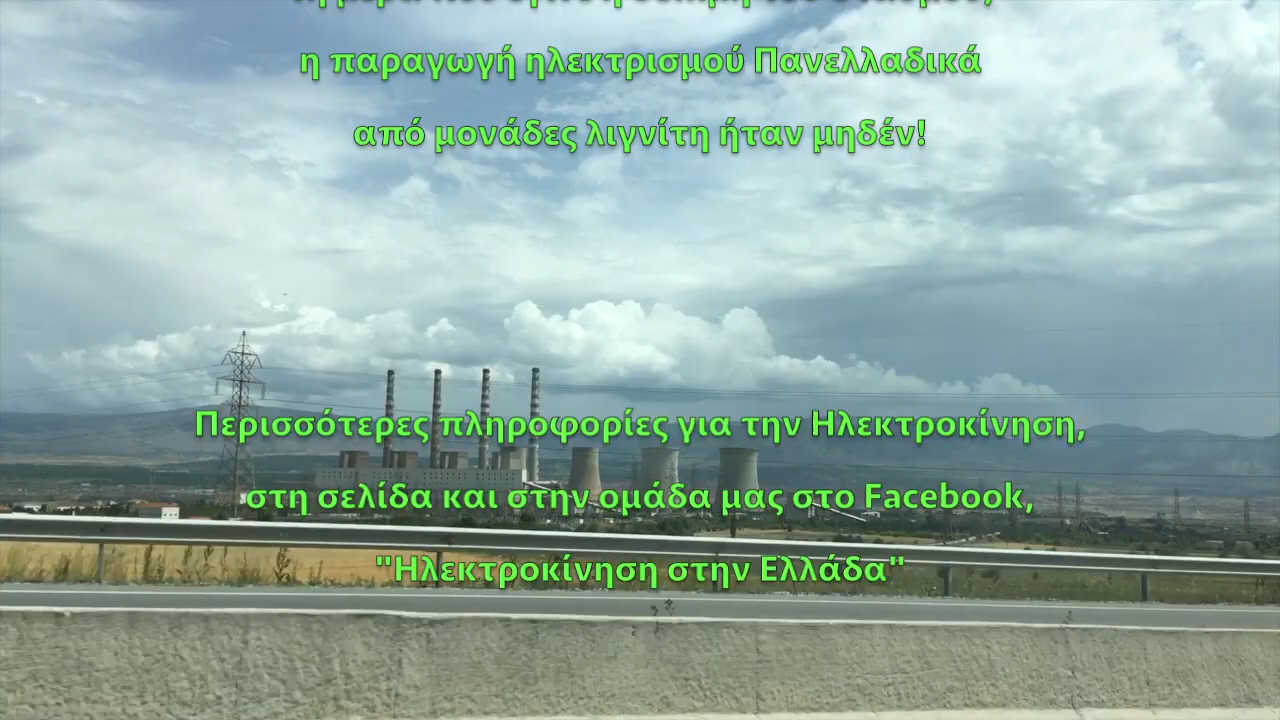 η παραγωγή ηλεκτρισμού Πανελλαδικά
από μονάδες λιγνίτη ήταν μηδέν!
Περισσότερες πληροφορίες για την Ηλεκτροκίνηση,
στη σελίδα και στην ομάδα μας στο Facebook,
"Ηλεκτροκίνηση στην Ελλάδα"